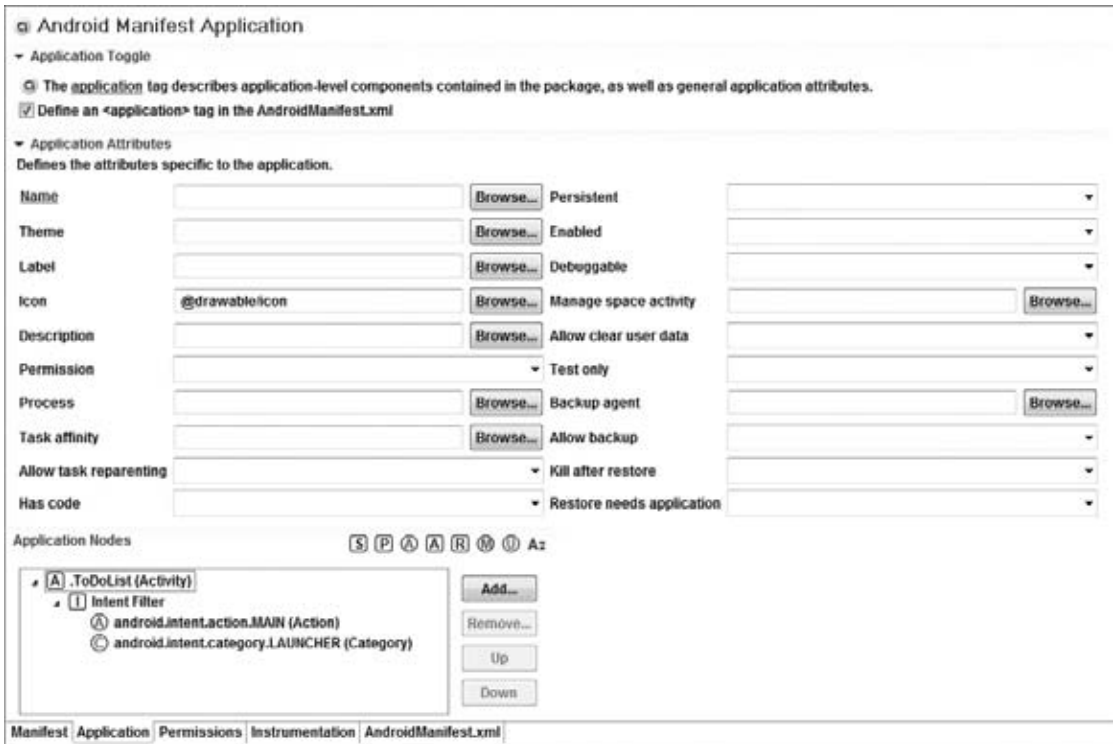 Android Manifest Application
Application Toggle
The application tag describes application-level components contained in the package, as well as general application attributes.
Define an <application> tag in the AndroidManifest.xml
Application Attributes
Defines the attributes specific to the application.
Name Browse... Persistent
Theme Browse... Enabled
Label Browse... Debuggable
Icon @drawable/icon Browse... Manage space activity Browse...
Description Browse... Allow clear user data
Permission Test only
Process Browse... Backup agent Browse...
Task affinity Browse... Allow backup
Allow task reparenting Kill after restore
Has code Restore needs application
Application Nodes S P A A R M U Az
A .ToDoList (Activity) Add...
I Intent Filter
A android.intent.action.MAIN (Action) Remove...
C android.intent.category.LAUNCHER (Category)
Up
Down
Manifest Application Permissions Instrumentation AndroidManifest.xml